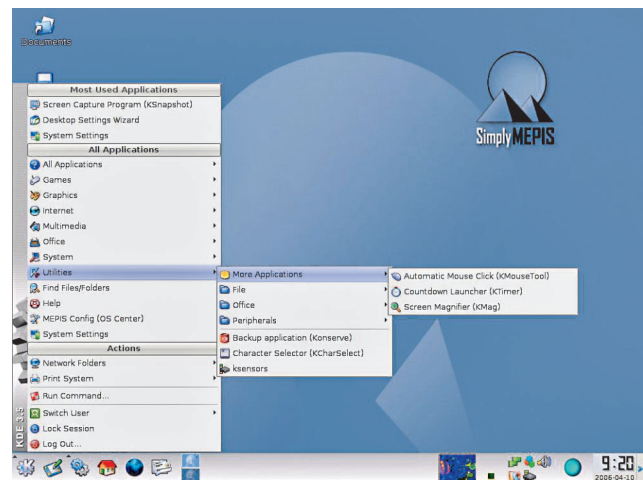 Documents
Most Used Applications
Screen Capture Program (KSnapshot)
Desktop Settings Wizard
System Settings
All Applications
All Applications
Games
Graphics
Internet
Multimedia
Office
System
Utilities
Find Files/Folders
Help
MEPIS Config (OS Center)
System Settings
Actions
Network Folders
Print System
Run Command...
Switch User
Lock Session
Log Out...
KDE 3.5
More Applications
File
Office
Peripherals
Backup application (Konserve)
Character Selector (KCharSelect)
ksensors
Automatic Mouse Click (KMouseTool)
Countdown Launcher (KTimer)
Screen Magnifier (KMag)
SimplyMEPIS
9:20
2006-04-10